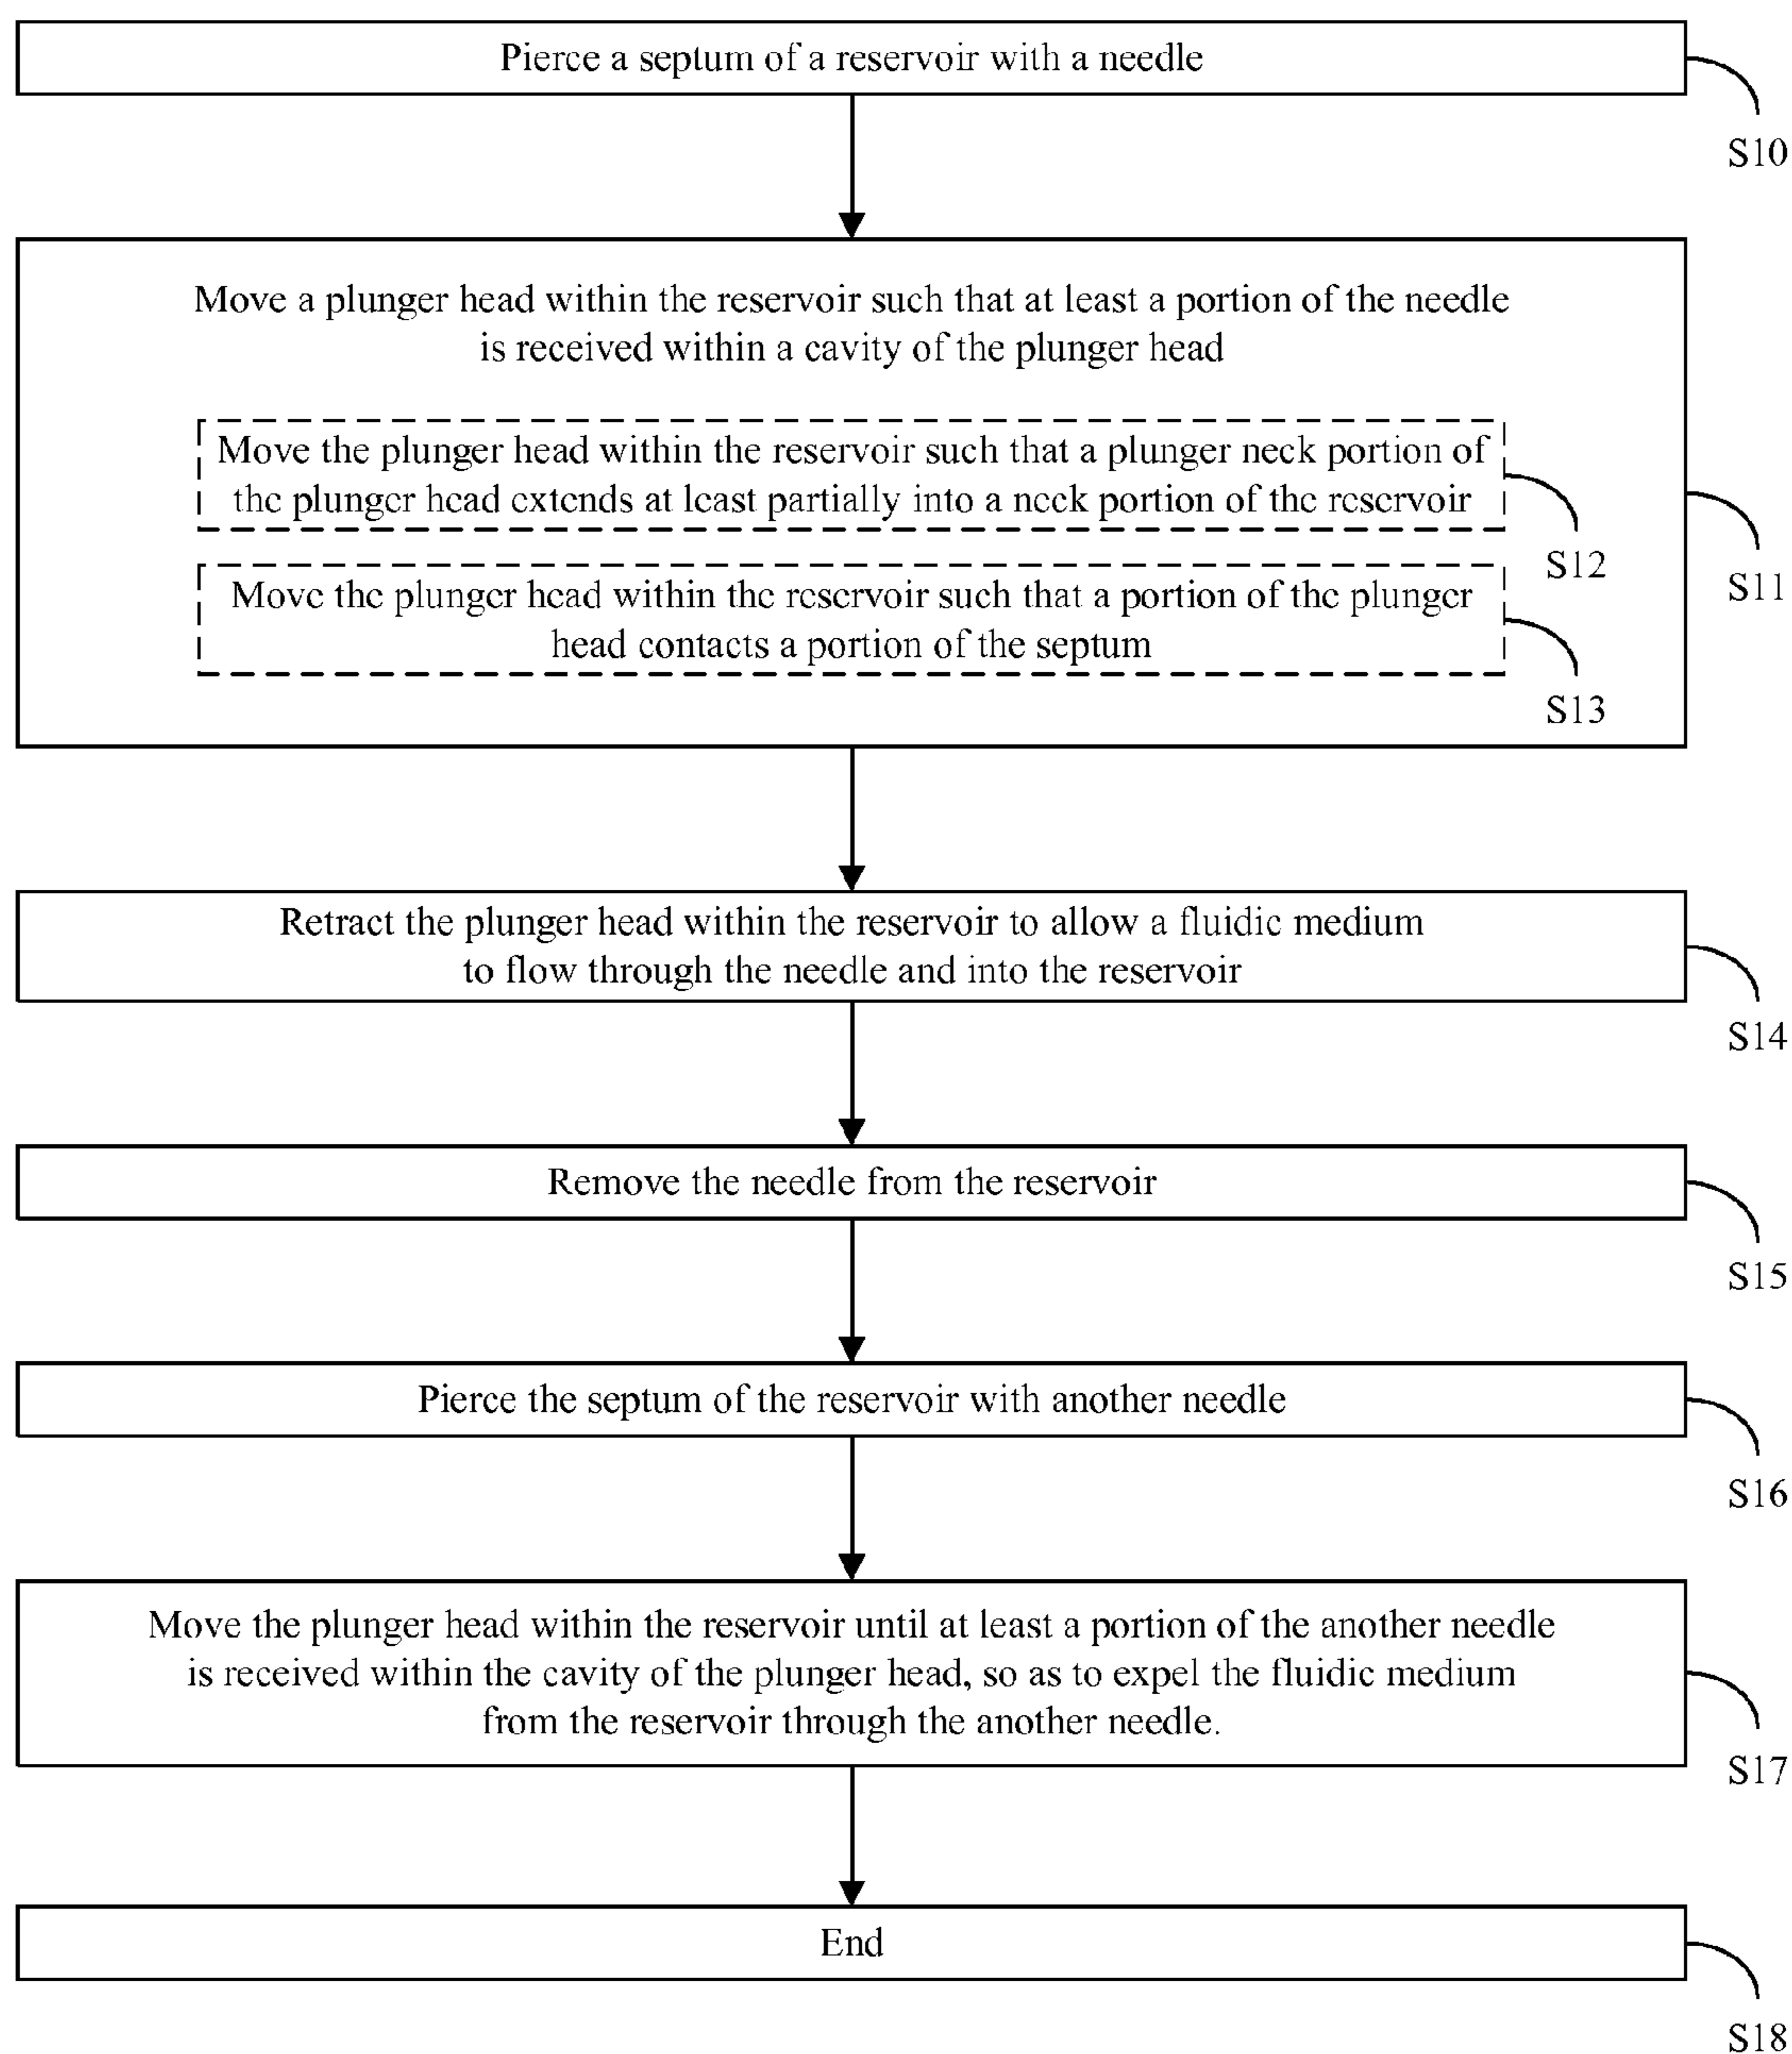 Pierce a septum of a reservoir with a needle
S10
Move a plunger head within the reservoir such that at least a portion of the needle
is received within a cavity of the plunger head
Move the plunger head within the reservoir such that a plunger neck portion of
the plunger head extends at least partially into a neck portion of the reservoir
S12
S11
Move the plunger head within the reservoir such that a portion of the plunger
head contacts a portion of the septum
S13
Retract the plunger head within the reservoir to allow a fluidic medium
to flow through the needle and into the reservoir
S14
Remove the needle from the reservoir
S15
Pierce the septum of the reservoir with another needle
S16
Move the plunger head within the reservoir until at least a portion of the another needle
is received within the cavity of the plunger head, so as to expel the fluidic medium
from the reservoir through the another needle.
S17
End
S18